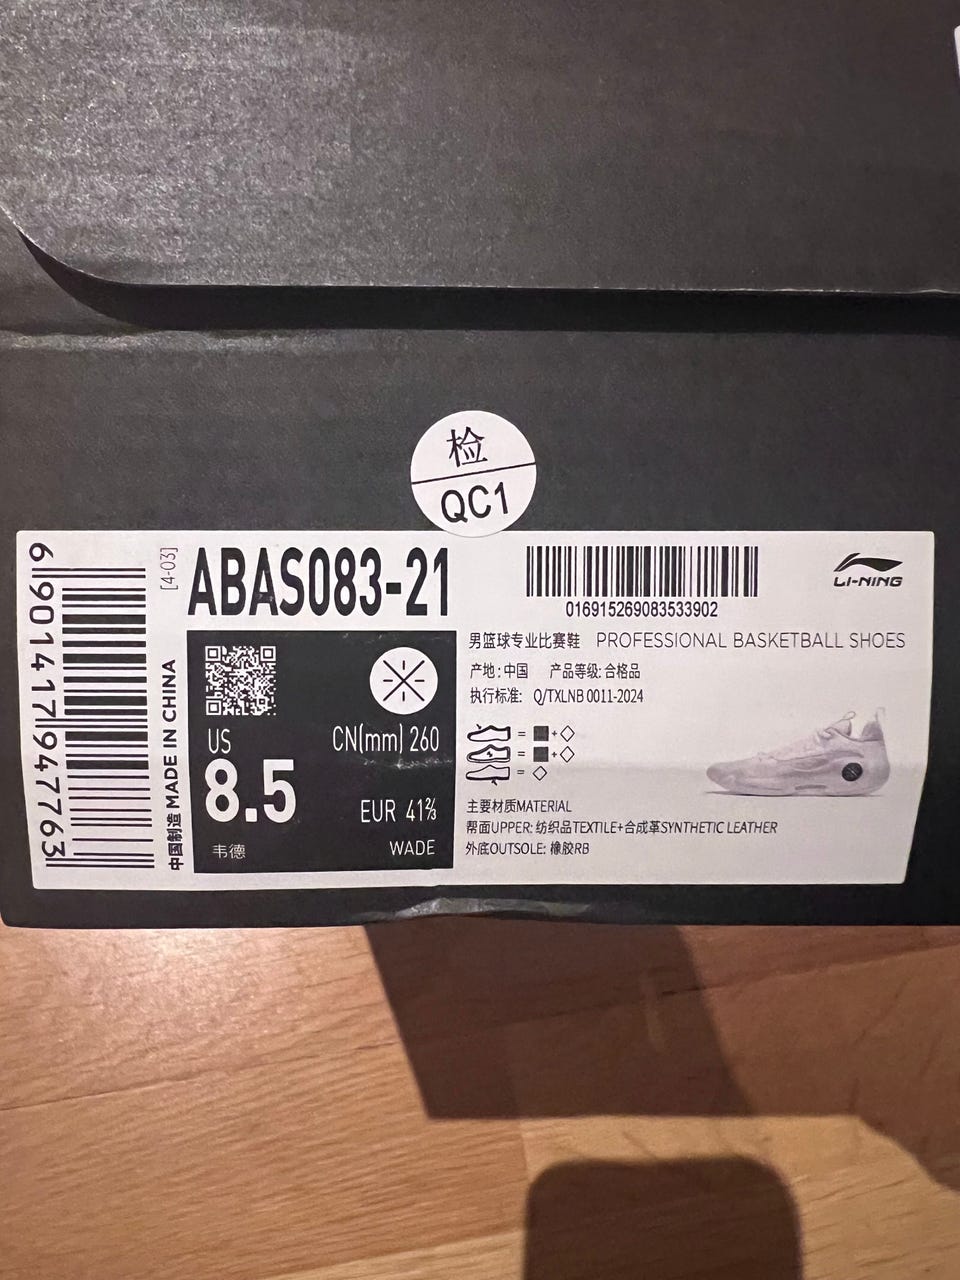 检
QC1
6 901417 947763
[4-03]
中国制造 MADE IN CHINA
ABAS083-21
US
8.5
韦德
CN(mm) 260
EUR 41⅔
WADE
016915269083533902
LI-NING
男篮球专业比赛鞋 PROFESSIONAL BASKETBALL SHOES
产地: 中国 产品等级: 合格品
执行标准: Q/TXLNB 0011-2024
主要材质MATERIAL
帮面UPPER: 纺织品TEXTILE+合成革SYNTHETIC LEATHER
外底OUTSOLE: 橡胶RB